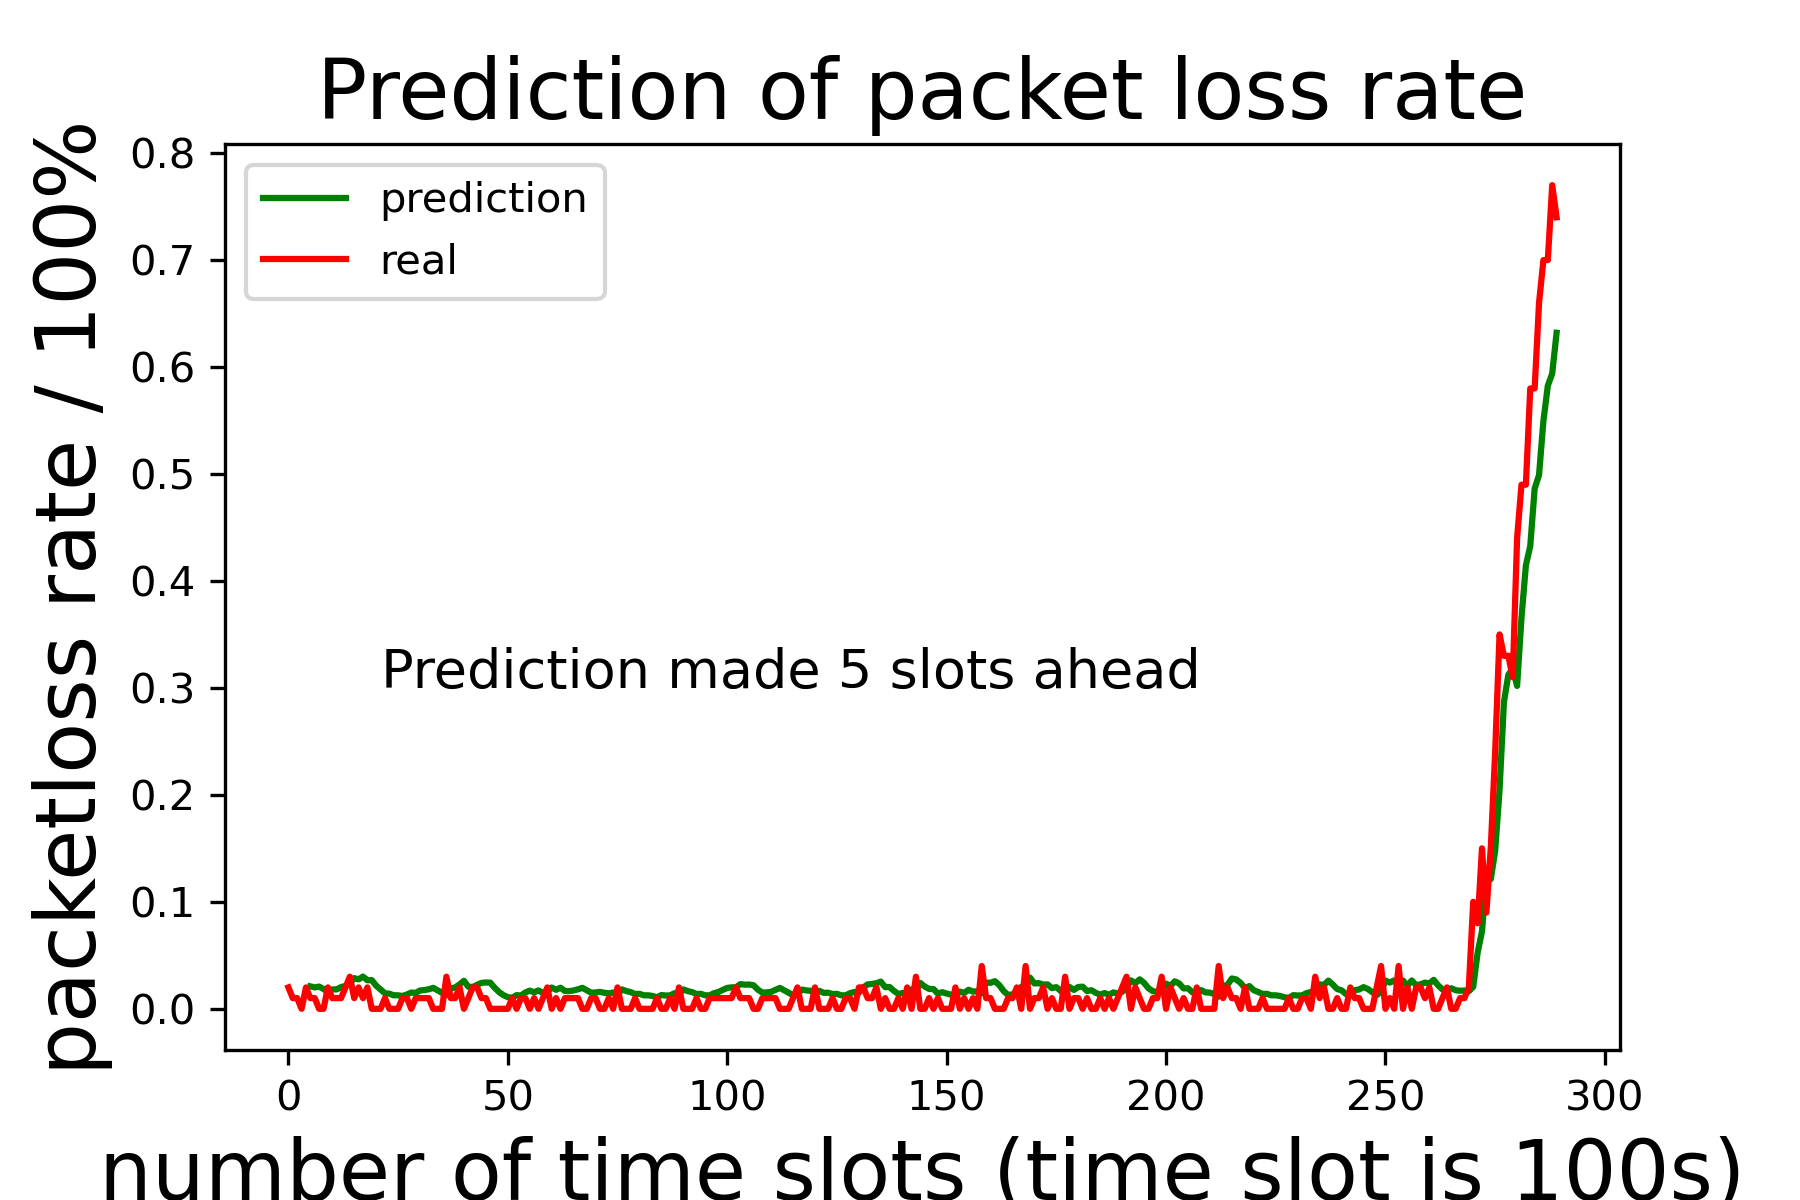 Prediction of packet loss rate
packetloss rate / 100%
0.8
0.7
0.6
0.5
0.4
0.3
0.2
0.1
0.0
prediction
real
Prediction made 5 slots ahead
0 50 100 150 200 250 300
number of time slots (time slot is 100s)